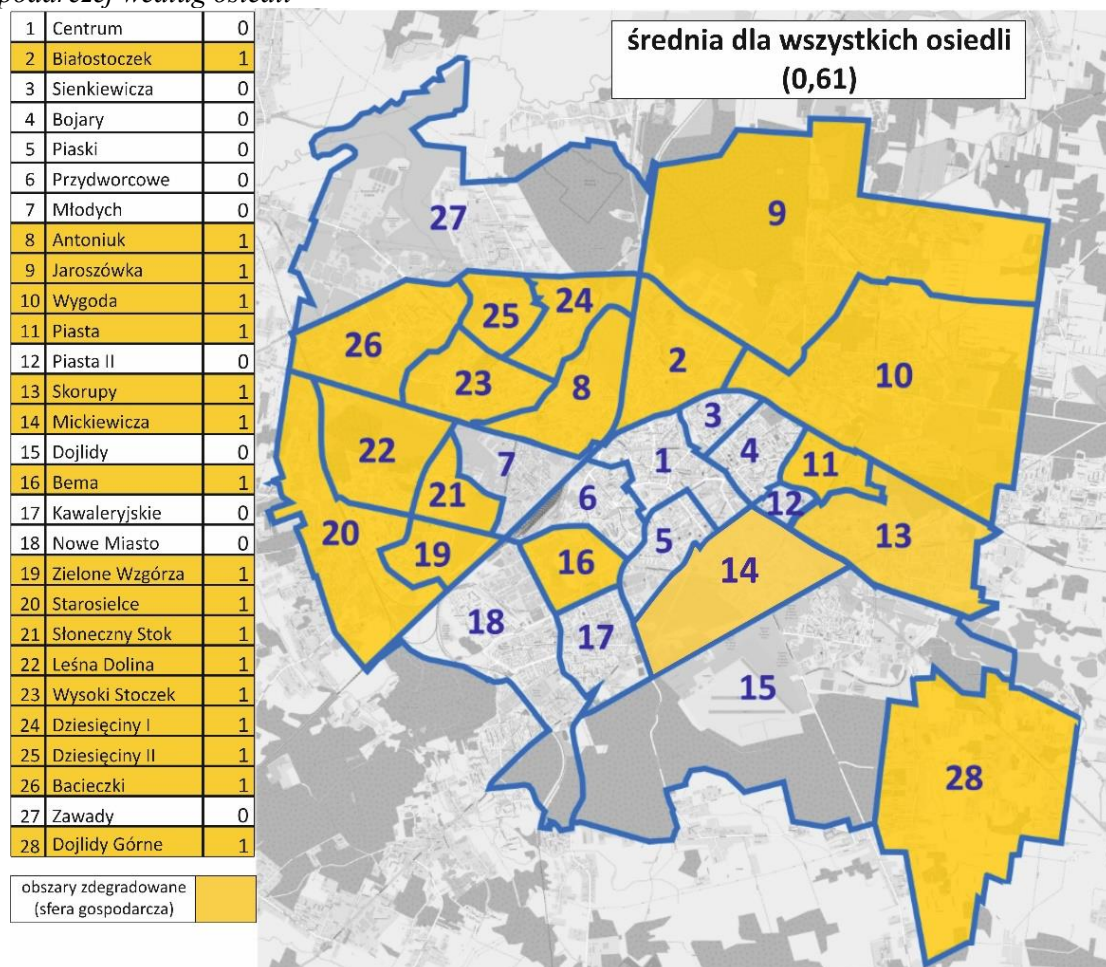 podarczej według osiedli
1 Centrum 0
2 Białostoczek 1
3 Sienkiewicza 0
4 Bojary 0
5 Piaski 0
6 Przydworcowe 0
7 Młodych 0
8 Antoniuk 1
9 Jaroszówka 1
10 Wygoda 1
11 Piasta 1
12 Piasta II 0
13 Skorupy 1
14 Mickiewicza 1
15 Dojlidy 0
16 Bema 1
17 Kawaleryjskie 0
18 Nowe Miasto 0
19 Zielone Wzgórza 1
20 Starosielce 1
21 Słoneczny Stok 1
22 Leśna Dolina 1
23 Wysoki Stoczek 1
24 Dziesięciny I 1
25 Dziesięciny II 1
26 Bacieczki 1
27 Zawady 0
28 Dojlidy Górne 1
obszary zdegradowane
(sfera gospodarcza)
średnia dla wszystkich osiedli
(0,61)
27
9
24
25
26
2
10
23
8
3
22
7
1
4
11
21
6
12
20
19
5
13
16
14
18
17
15
28